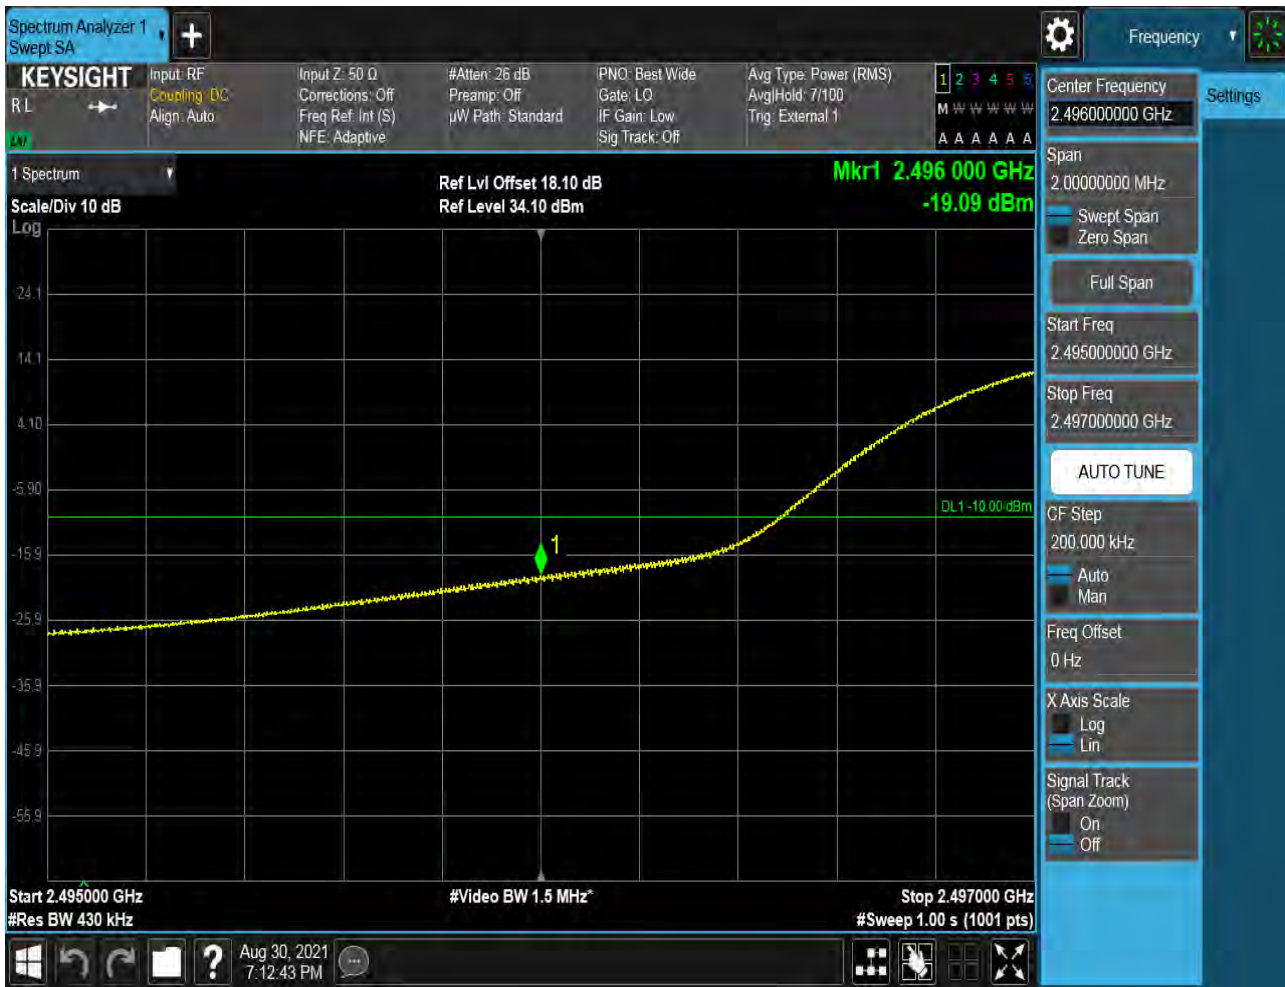 Spectrum Analyzer 1
Swept SA
Frequency
KEYSIGHT
R L
LNI
Input: RF
Coupling: DC
Align: Auto
Input Z: 50 Ω
Corrections: Off
Freq Ref: Int (S)
NFE: Adaptive
#Atten: 26 dB
Preamp: Off
µW Path: Standard
PNO: Best Wide
Gate: LO
IF Gain: Low
Sig Track: Off
Avg Type: Power (RMS)
Avg|Hold: 7/100
Trig: External 1
1 2 3 4 5 6
M W W W W W
A A A A A A
1 Spectrum
Scale/Div 10 dB
Log
Ref Lvl Offset 18.10 dB
Ref Level 34.10 dBm
Mkr1 2.496 000 GHz
-19.09 dBm
24.1
14.1
4.10
-5.90
DL1 -10.00 dBm
-15.9
1
-25.9
-35.9
-45.9
-55.9
Start 2.495000 GHz
#Res BW 430 kHz
#Video BW 1.5 MHz*
Stop 2.497000 GHz
#Sweep 1.00 s (1001 pts)
Center Frequency
2.496000000 GHz
Settings
Span
2.00000000 MHz
Swept Span
Zero Span
Full Span
Start Freq
2.495000000 GHz
Stop Freq
2.497000000 GHz
AUTO TUNE
CF Step
200.000 kHz
Auto
Man
Freq Offset
0 Hz
X Axis Scale
Log
Lin
Signal Track
(Span Zoom)
On
Off
?
Aug 30, 2021
7:12:43 PM